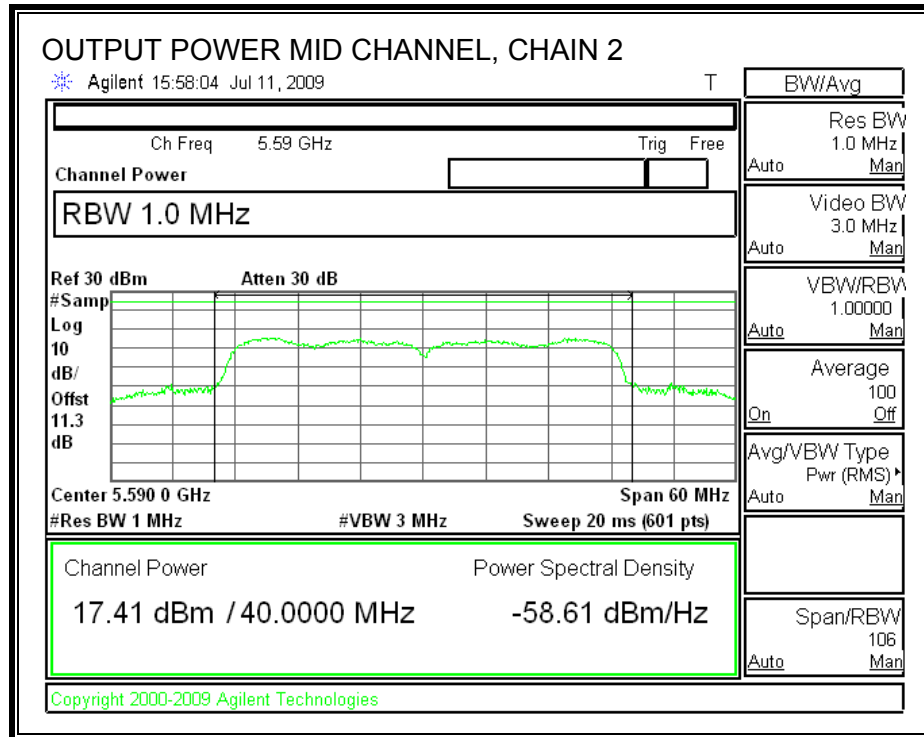 OUTPUT POWER MID CHANNEL, CHAIN 2
Agilent 15:58:04 Jul 11, 2009 T
Ch Freq 5.59 GHz Trig Free
Channel Power
RBW 1.0 MHz
Ref 30 dBm Atten 30 dB
#Samp
Log
10
dB/
Offst
11.3
dB
Center 5.590 0 GHz Span 60 MHz
#Res BW 1 MHz #VBW 3 MHz Sweep 20 ms (601 pts)
Channel Power Power Spectral Density
17.41 dBm / 40.0000 MHz -58.61 dBm/Hz
Copyright 2000-2009 Agilent Technologies
BW/Avg
Res BW
1.0 MHz
Auto Man
Video BW
3.0 MHz
Auto Man
VBW/RBW
1.00000
Auto Man
Average
100
On Off
Avg/VBW Type
Pwr (RMS)
Auto Man
Span/RBW
106
Auto Man